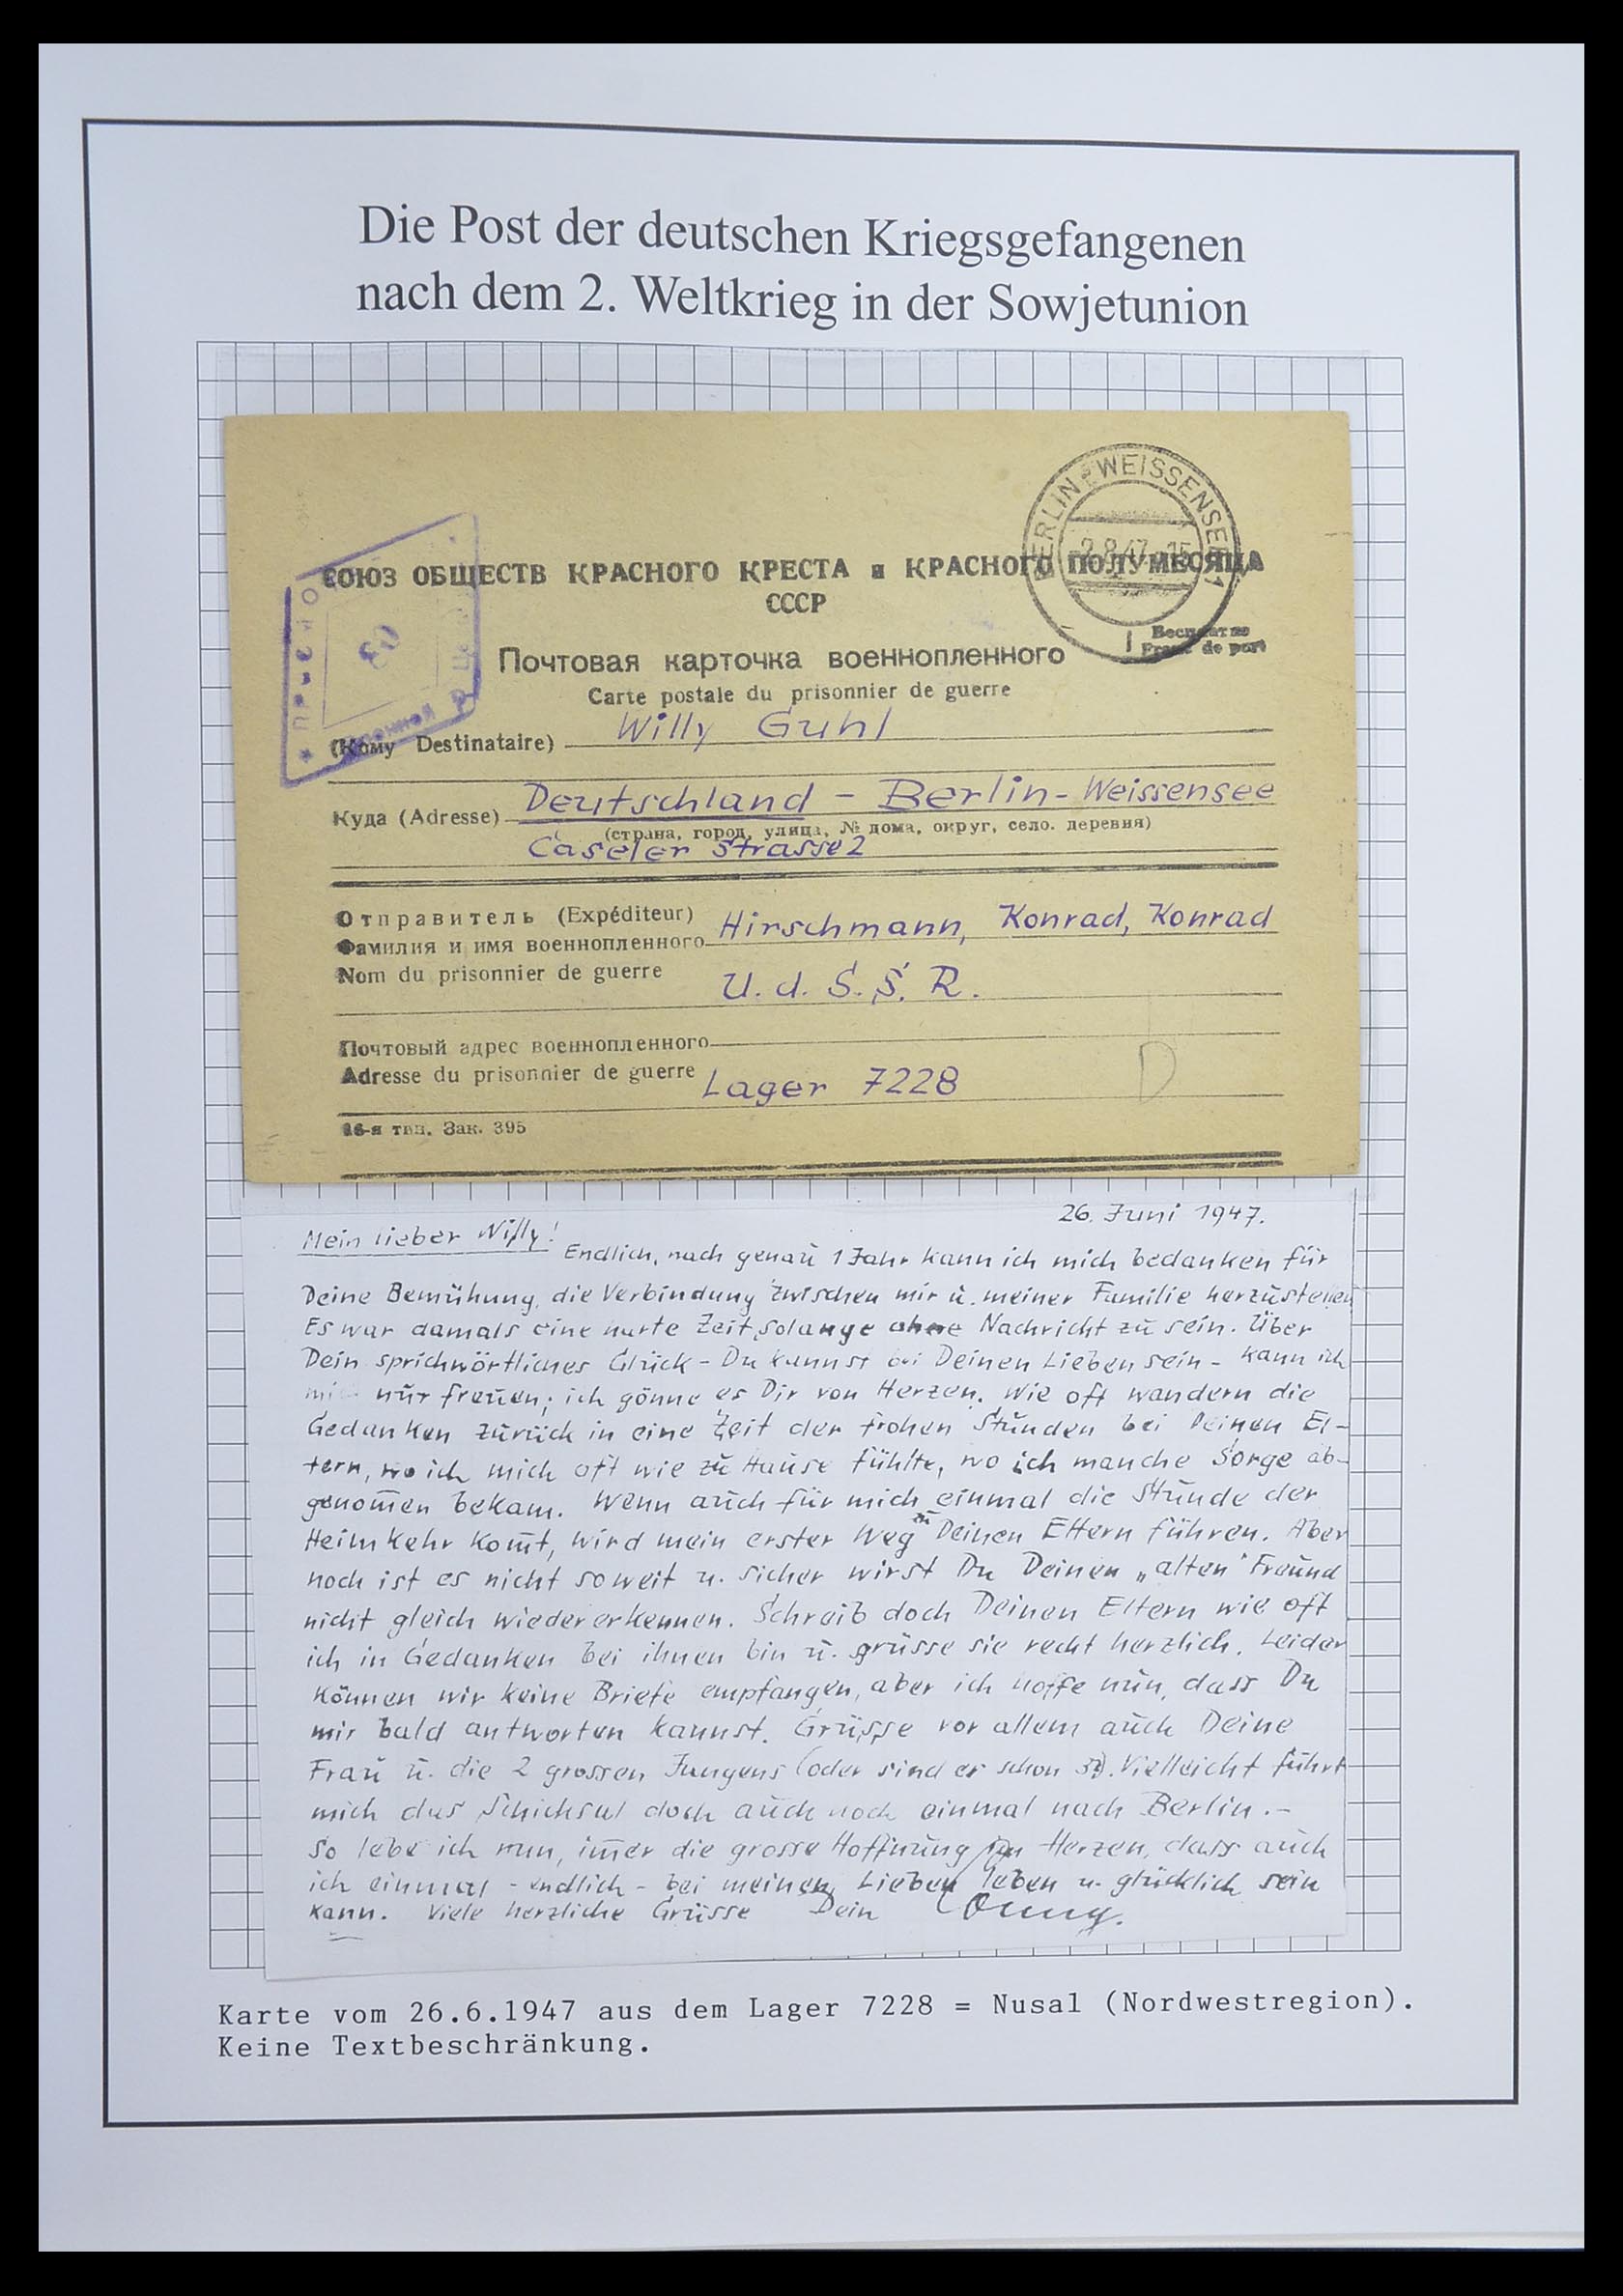 Die Post der deutschen Kriegsgefangenen
nach dem 2. Weltkrieg in der Sowjetunion
BERLIN-WEISSENSEE 1
-2.8.47.-15
СОЮЗ ОБЩЕСТВ КРАСНОГО КРЕСТА и КРАСНОГО ПОЛУМЕСЯЦА
СССР
Бесплатно
Franc de port
Почтовая карточка военнопленного
Carte postale du prisonnier de guerre
(Кому Destinataire) Willy Guhl
Куда (Adresse) Deutschland - Berlin-Weissensee
(страна, город, улица, № дома, округ, село. деревня)
Caseler Strasse 2
Отправитель (Expéditeur)
Фамилия и имя военнопленного Hirschmann, Konrad, Konrad
Nom du prisonnier de guerre
U. d. S. S. R.
Почтовый адрес военнопленного
Adresse du prisonnier de guerre Lager 7228
D
16-я тип. Зак. 395
26. Juni 1947.
Mein lieber Willy!
Endlich, nach genau 1 Jahr kann ich mich bedanken für
Deine Bemühung, die Verbindung zwischen mir u. meiner Familie herzustellen
Es war damals eine harte Zeit, solange ohne Nachricht zu sein. Über
Dein sprichwörtliches Glück - Du kannst bei Deinen Lieben sein - kann ich
mich nur freuen; ich gönne es Dir von Herzen. Wie oft wandern die
Gedanken zurück in eine Zeit der frohen Stunden bei Deinen El-
tern, wo ich mich oft wie zu Hause fühlte, wo ich manche Sorge ab-
genom̅en bekam. Wenn auch für mich einmal die Stunde der
Heimkehr kom̅t, wird mein erster Weg zu Deinen Eltern führen. Aber
noch ist es nicht soweit u. sicher wirst Du Deinen „alten" Freund
nicht gleich wiedererkennen. Schreib doch Deinen Eltern wie oft
ich in Gedanken bei ihnen bin u. grüsse sie recht herzlich. Leider
können wir keine Briefe empfangen, aber ich hoffe nun, dass Du
mir bald antworten kannst. Grüsse vor allem auch Deine
Frau u. die 2 grossen Jungens (oder sind es schon 3?). Vielleicht führt
mich das Schicksal doch auch noch einmal nach Berlin.-
So lebe ich nun, im̅er die grosse Hoffnung im Herzen, dass auch
ich einmal - endlich - bei meinen Lieben leben u. glücklich sein
kann. Viele herzliche Grüsse Dein
Karte vom 26.6.1947 aus dem Lager 7228 = Nusal (Nordwestregion).
Keine Textbeschränkung.